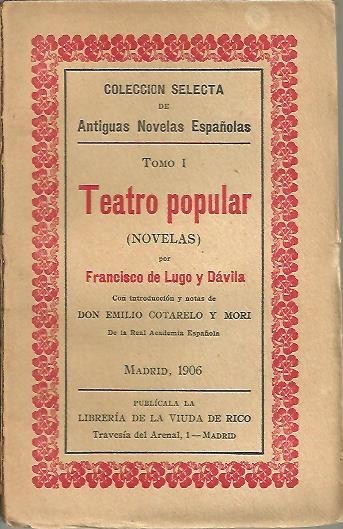 COLECCION SELECTA
DE
Antiguas Novelas Españolas
TOMO I
Teatro popular
(NOVELAS)
por
Francisco de Lugo y Dávila
Con introducción y notas de
DON EMILIO COTARELO Y MORI
De la Real Academia Española
MADRID, 1906
PUBLÍCALA LA
LIBRERÍA DE LA VIUDA DE RICO
Travesía del Arenal, 1—MADRID